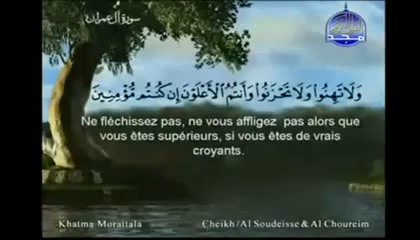 سورة آل عمران
وَلَا تَهِنُوا وَلَا تَحْزَنُوا وَأَنتُمُ الْأَعْلَوْنَ إِن كُنتُم مُّؤْمِنِينَ
Ne fléchissez pas, ne vous affligez pas alors que
vous êtes supérieurs, si vous êtes de vrais
croyants.
Khatma Morattala
Cheikh/Al Soudeisse & Al Choureim